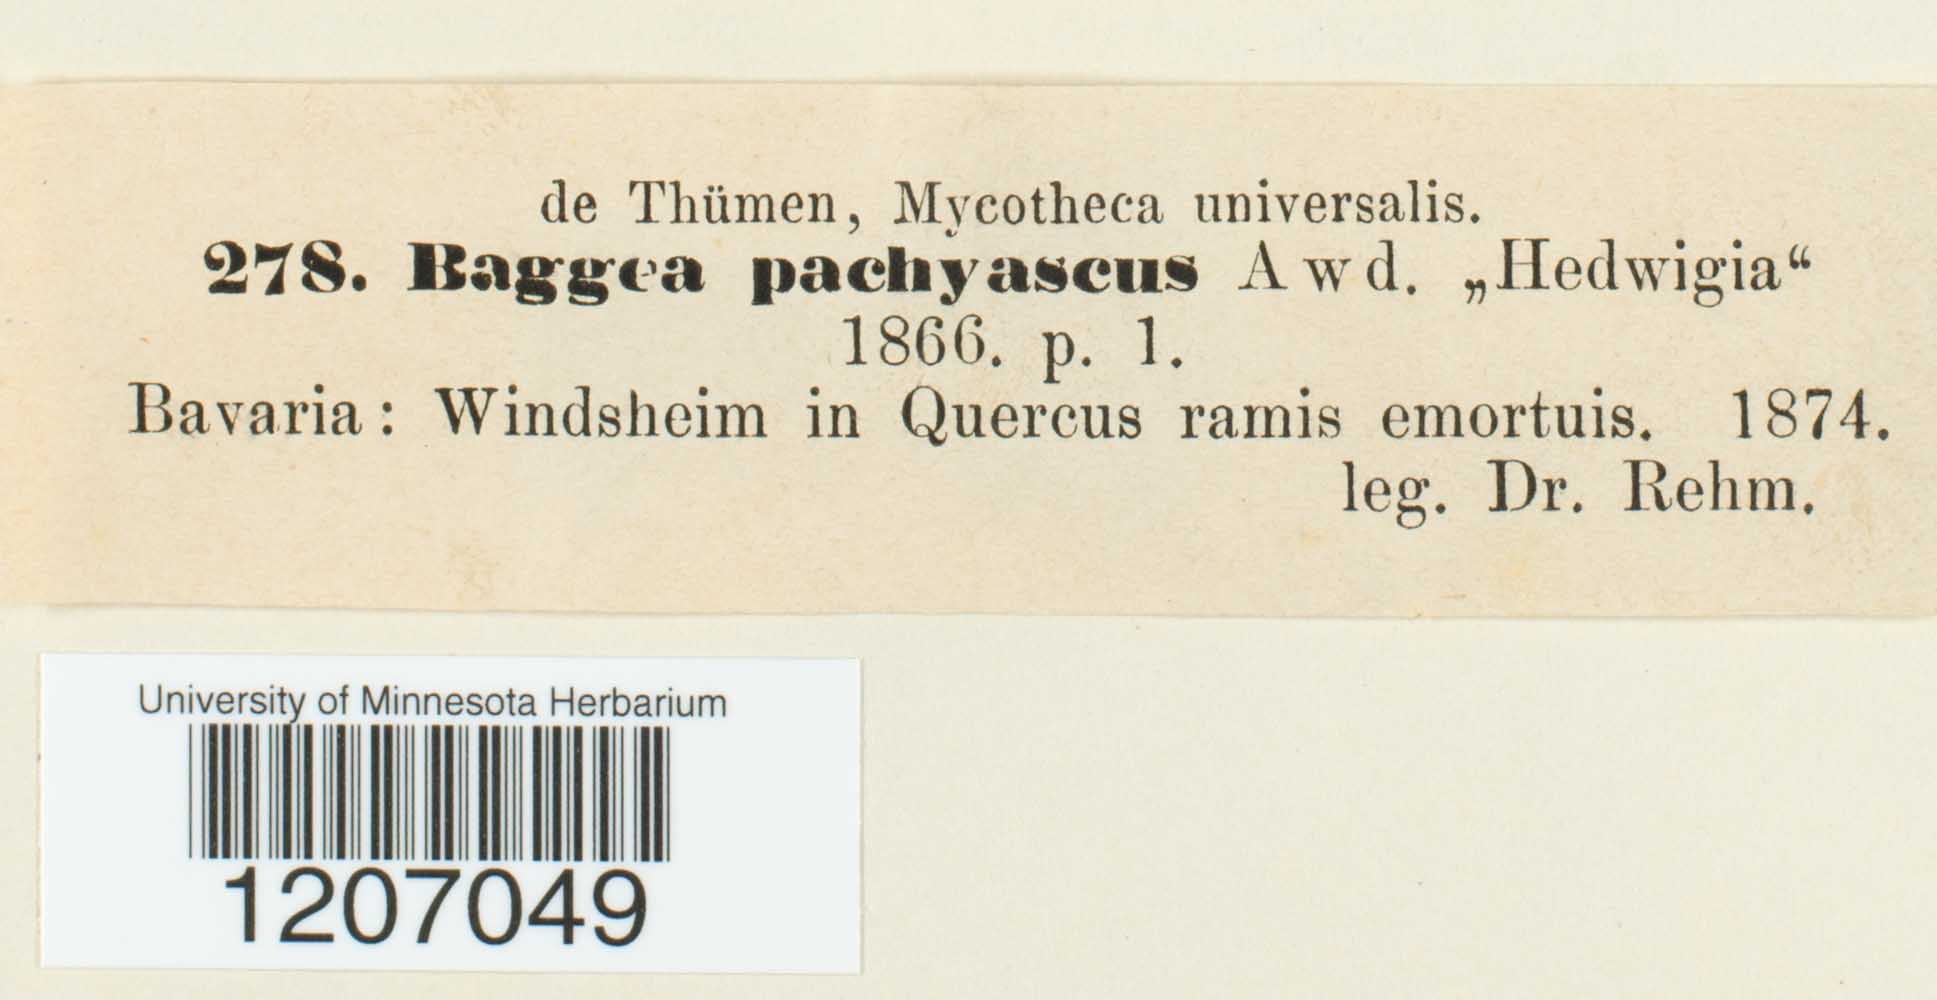 de Thümen, Mycotheca universalis.
278. Baggea pachyascus Awd. „Hedwigia“
1866. p. 1.
Bavaria: Windsheim in Quercus ramis emortuis. 1874.
leg. Dr. Rehm.
University of Minnesota Herbarium
1207049